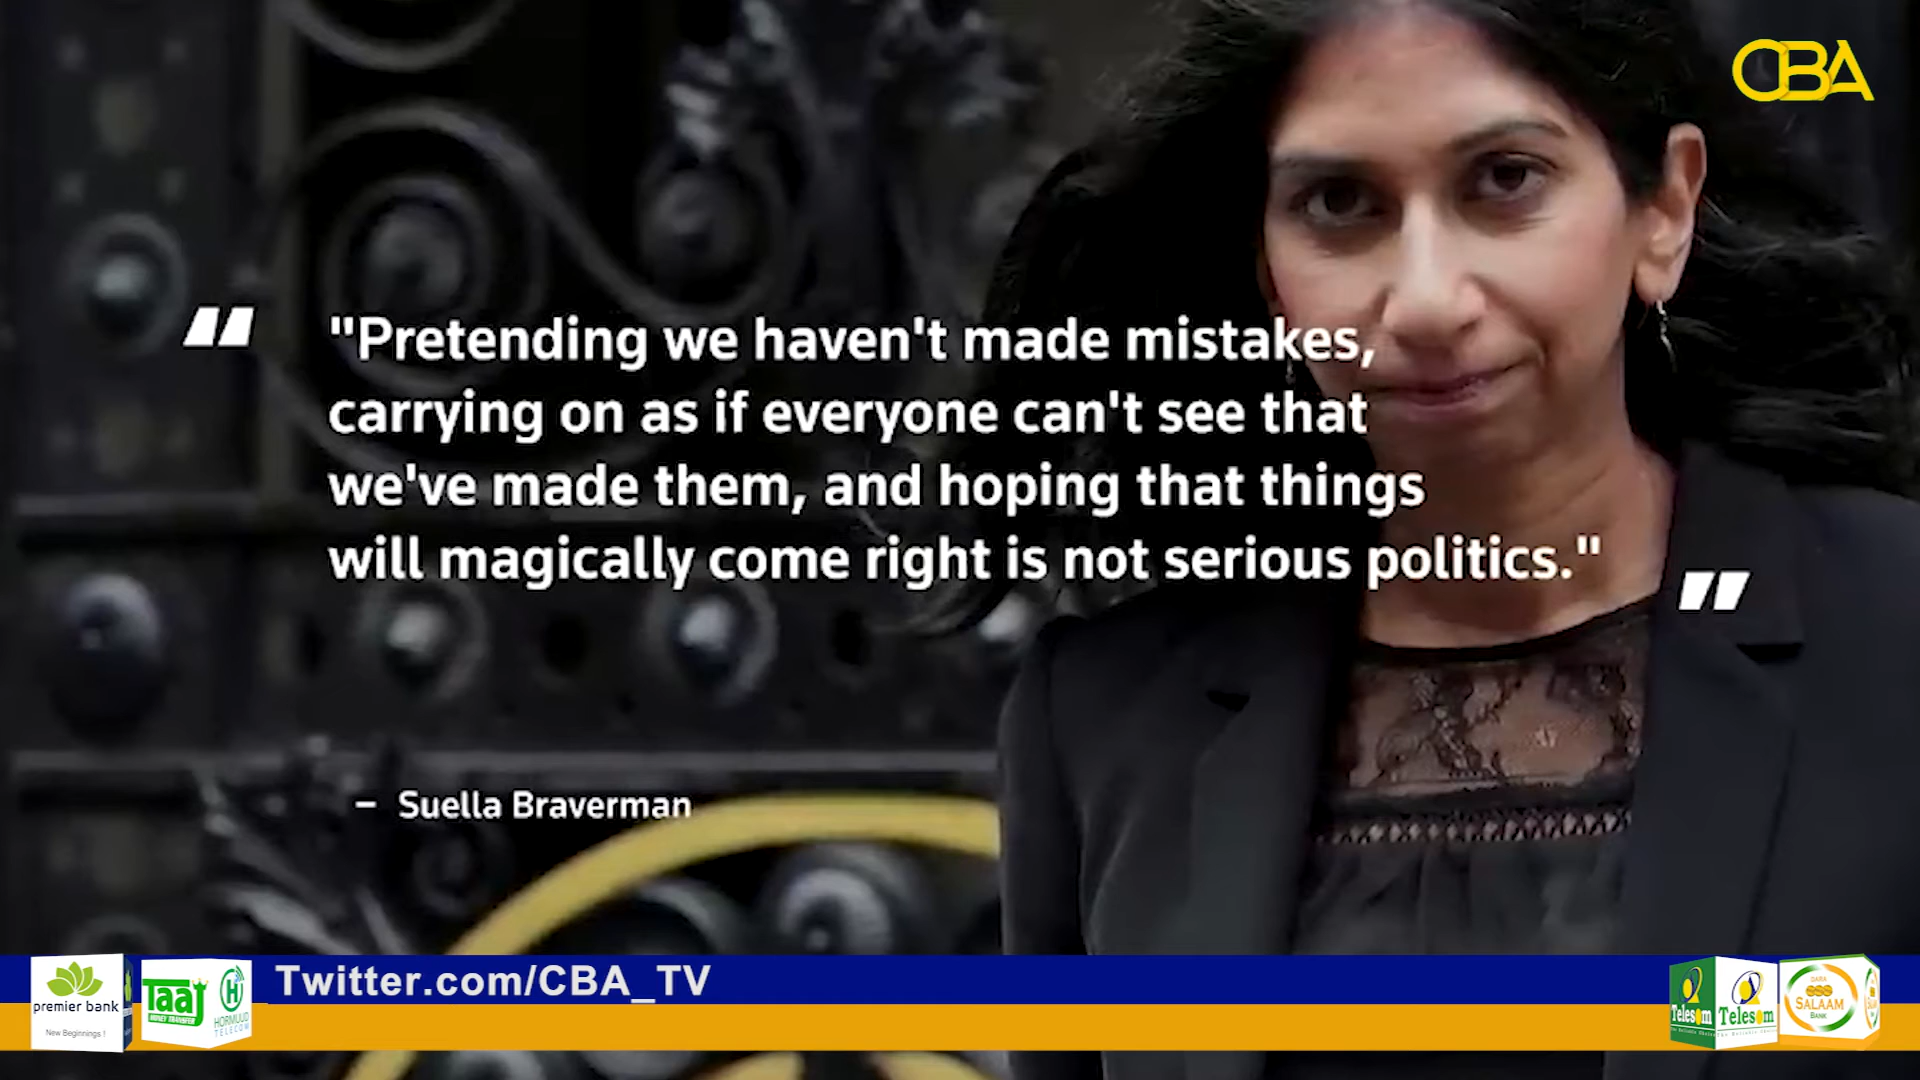 CBA
"Pretending we haven't made mistakes,
carrying on as if everyone can't see that
we've made them, and hoping that things
will magically come right is not serious politics."
– Suella Braverman
Twitter.com/CBA_TV
premier bank
New Beginnings !
Taaj
MONEY TRANSFER
HORMUUD
TELECOM
Telesom
Telesom
DARA
SALAAM
BANK